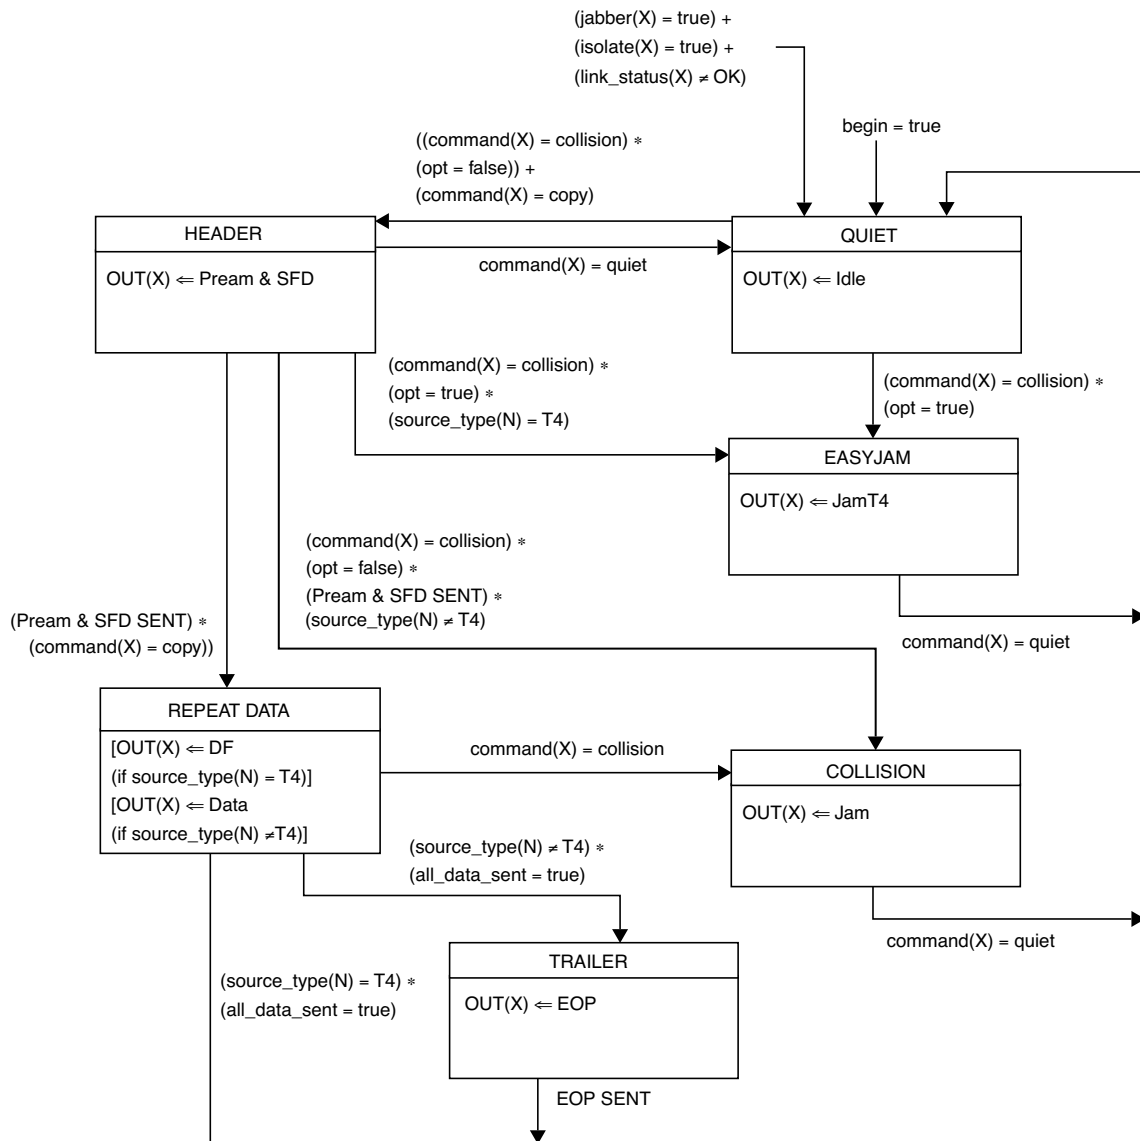 (jabber(X) = true) +
(isolate(X) = true) +
(link_status(X) ≠ OK)
begin = true
((command(X) = collision) *
(opt = false)) +
(command(X) = copy)
HEADER
OUT(X) ⇐ Pream & SFD
command(X) = quiet
QUIET
OUT(X) ⇐ Idle
(command(X) = collision) *
(opt = true) *
(source_type(N) = T4)
(command(X) = collision) *
(opt = true)
EASYJAM
OUT(X) ⇐ JamT4
(command(X) = collision) *
(opt = false) *
(Pream & SFD SENT) *
(source_type(N) ≠ T4)
(Pream & SFD SENT) *
(command(X) = copy))
command(X) = quiet
REPEAT DATA
[OUT(X) ⇐ DF
(if source_type(N) = T4)]
[OUT(X) ⇐ Data
(if source_type(N) ≠T4)]
command(X) = collision
COLLISION
OUT(X) ⇐ Jam
(source_type(N) ≠ T4) *
(all_data_sent = true)
command(X) = quiet
TRAILER
OUT(X) ⇐ EOP
(source_type(N) = T4) *
(all_data_sent = true)
EOP SENT